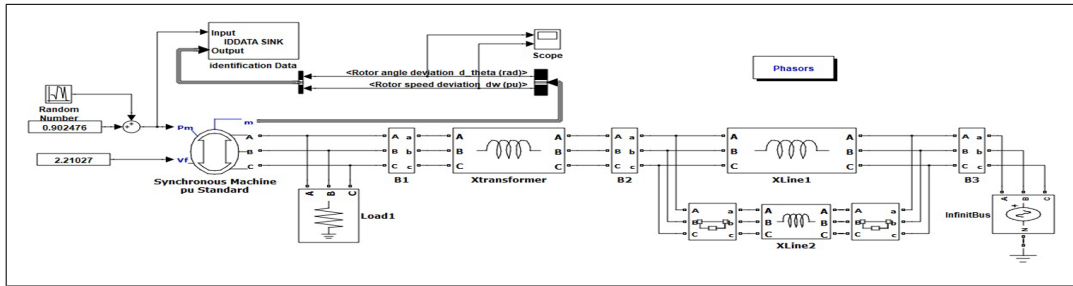 Input
IDDATA SINK
Output
identification Data
Scope
<Rotor angle deviation d_theta (rad)>
<Rotor speed deviation dw (pu)>
Phasors
Random
Number
0.902476
2.21027
Pm
m
Vf
A
B
C
Synchronous Machine
pu Standard
A B C
Load1
A a
B b
C c
B1
A A
B B
C C
Xtransformer
A a
B b
C c
B2
A A
B B
C C
XLine1
A a
B b
C c
B3
A a
B b
C c
A A
B B
C C
XLine2
A a
B b
C c
A B C
InfinitBus
N